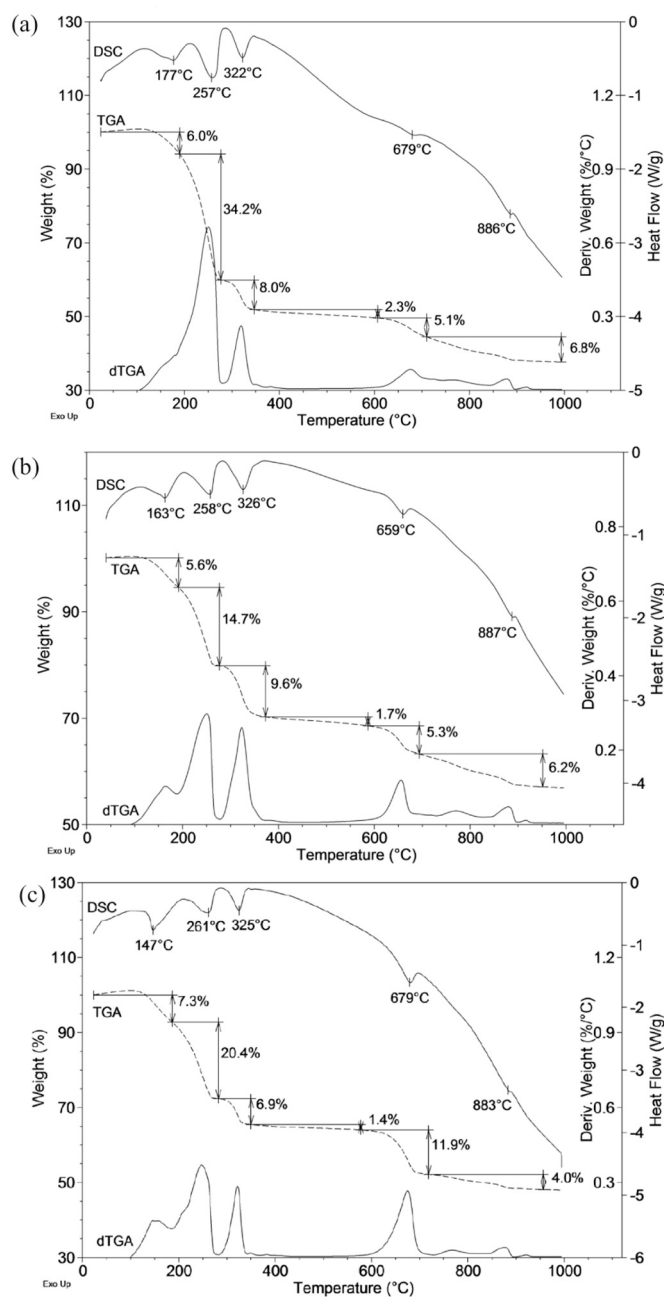 (a)
130
110
90
70
50
30
Weight (%)
DSC
177°C
257°C
322°C
679°C
886°C
TGA
6.0%
34.2%
8.0%
2.3%
5.1%
6.8%
dTGA
1.2
0.9
0.6
0.3
Deriv. Weight (%/°C)
0
-1
-2
-3
-4
-5
Heat Flow (W/g)
0
200
400
600
800
1000
Exo Up
Temperature (°C)
(b)
110
90
70
50
Weight (%)
DSC
163°C
258°C
326°C
659°C
887°C
TGA
5.6%
14.7%
9.6%
1.7%
5.3%
6.2%
dTGA
0.8
0.6
0.4
0.2
Deriv. Weight (%/°C)
0
-1
-2
-3
-4
Heat Flow (W/g)
0
200
400
600
800
1000
Exo Up
Temperature (°C)
(c)
130
110
90
70
50
30
Weight (%)
DSC
147°C
261°C
325°C
679°C
883°C
TGA
7.3%
20.4%
6.9%
1.4%
11.9%
4.0%
dTGA
1.2
0.9
0.6
0.3
Deriv. Weight (%/°C)
0
-1
-2
-3
-4
-5
-6
Heat Flow (W/g)
0
200
400
600
800
1000
Exo Up
Temperature (°C)